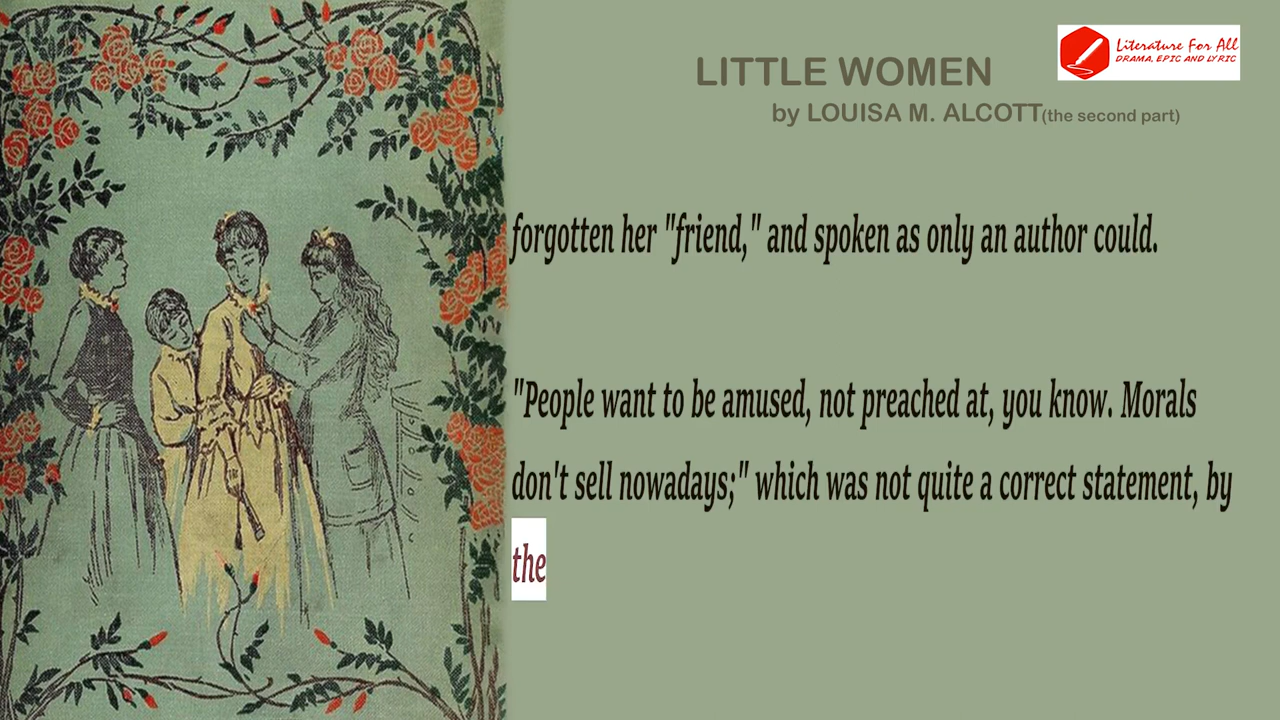 LITTLE WOMEN
by LOUISA M. ALCOTT(the second part)
Literature For All
DRAMA, EPIC AND LYRIC
forgotten her "friend," and spoken as only an author could.
"People want to be amused, not preached at, you know. Morals
don't sell nowadays;" which was not quite a correct statement, by
the